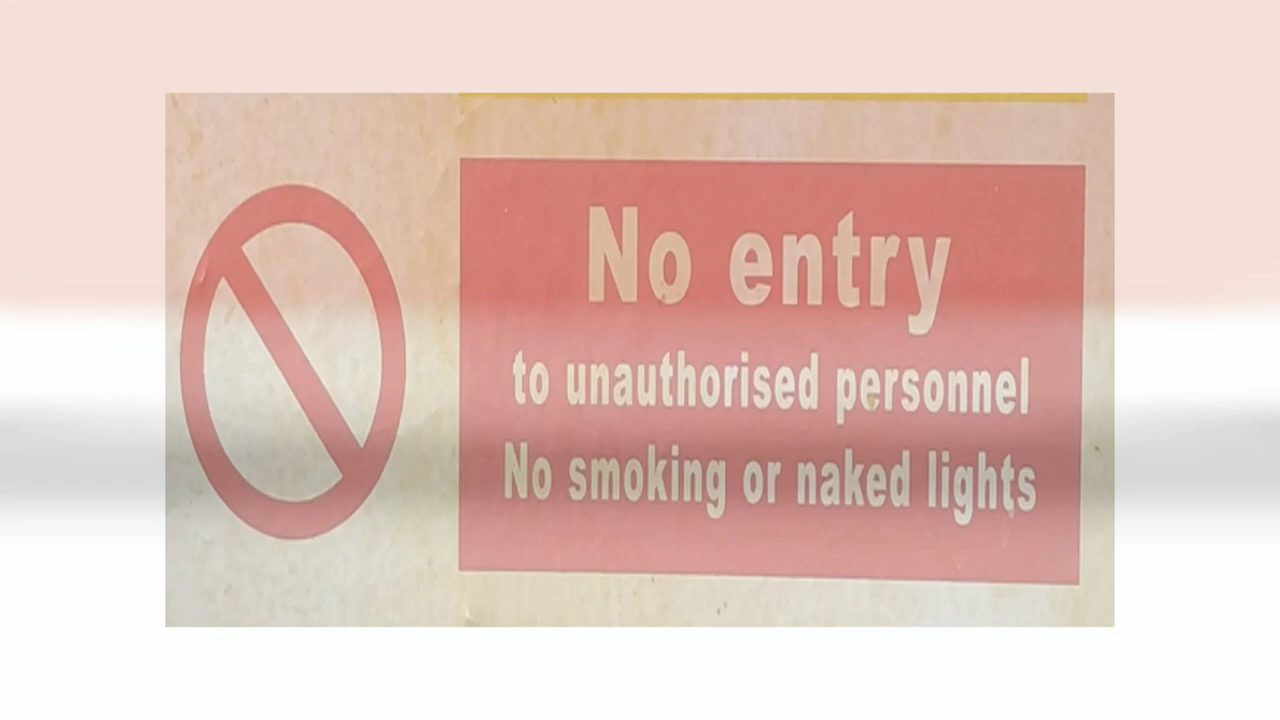 No entry
to unauthorised personnel
No smoking or naked lights